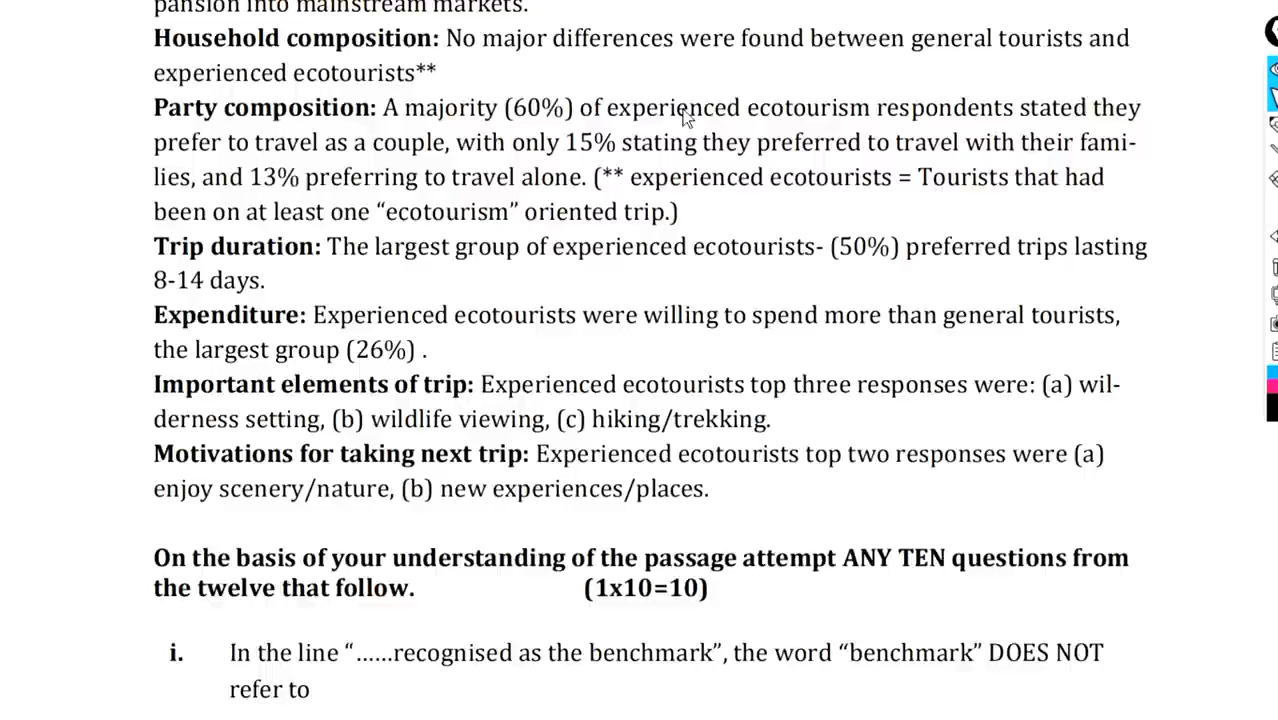 pansion into mainstream markets.
Household composition: No major differences were found between general tourists and
experienced ecotourists**
Party composition: A majority (60%) of experienced ecotourism respondents stated they
prefer to travel as a couple, with only 15% stating they preferred to travel with their fami-
lies, and 13% preferring to travel alone. (** experienced ecotourists = Tourists that had
been on at least one “ecotourism” oriented trip.)
Trip duration: The largest group of experienced ecotourists- (50%) preferred trips lasting
8-14 days.
Expenditure: Experienced ecotourists were willing to spend more than general tourists,
the largest group (26%) .
Important elements of trip: Experienced ecotourists top three responses were: (a) wil-
derness setting, (b) wildlife viewing, (c) hiking/trekking.
Motivations for taking next trip: Experienced ecotourists top two responses were (a)
enjoy scenery/nature, (b) new experiences/places.
On the basis of your understanding of the passage attempt ANY TEN questions from
the twelve that follow. (1x10=10)
i. In the line “......recognised as the benchmark”, the word “benchmark” DOES NOT
refer to